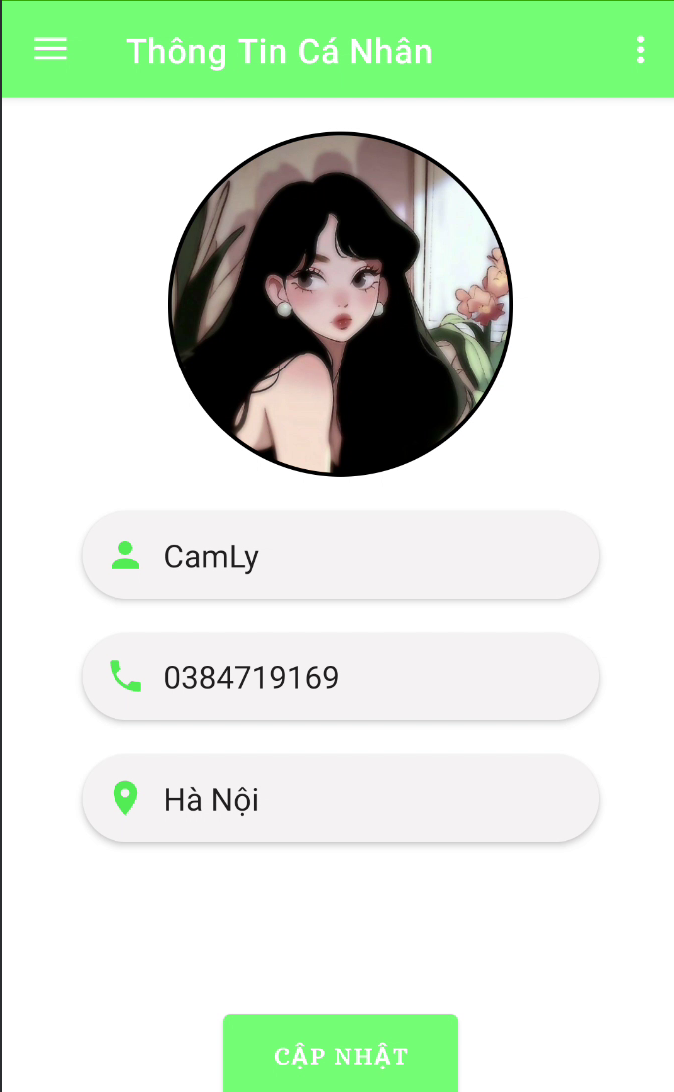 Thông Tin Cá Nhân
CamLy
0384719169
Hà Nội
CẬP NHẬT